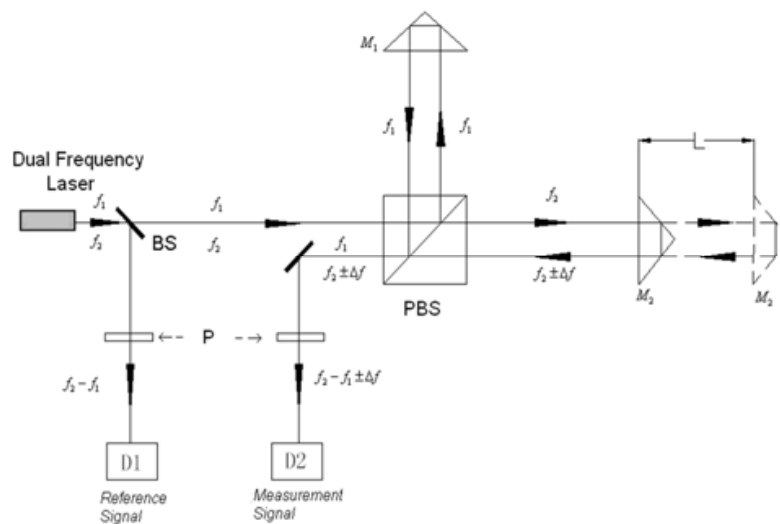 M₁
f₁
f₁
L
Dual Frequency
Laser
f₁
f₂
BS
f₁
f₂
f₂
f₁
f₂±Δf
f₂±Δf
PBS
M₂
M₂
P
f₂−f₁
f₂−f₁±Δf
D1
D2
Reference
Signal
Measurement
Signal